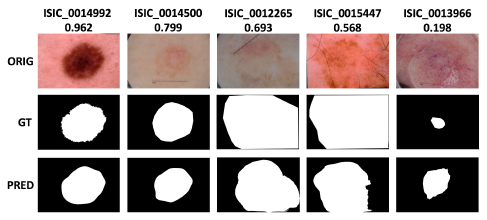 ISIC_0014992 ISIC_0014500 ISIC_0012265 ISIC_0015447 ISIC_0013966
0.962 0.799 0.693 0.568 0.198
ORIG
GT
PRED